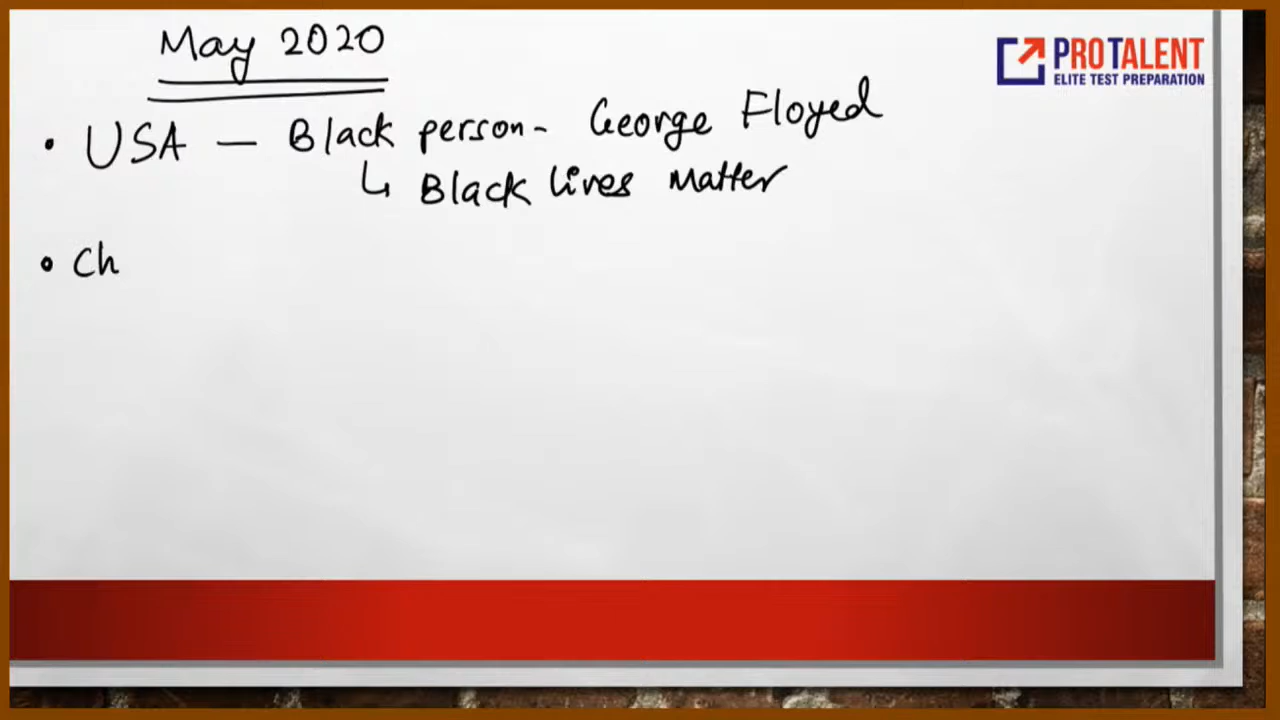 May 2020
PROTALENT
ELITE TEST PREPARATION
• USA — Black person - George Floyed
↳ Black lives Matter
• Ch